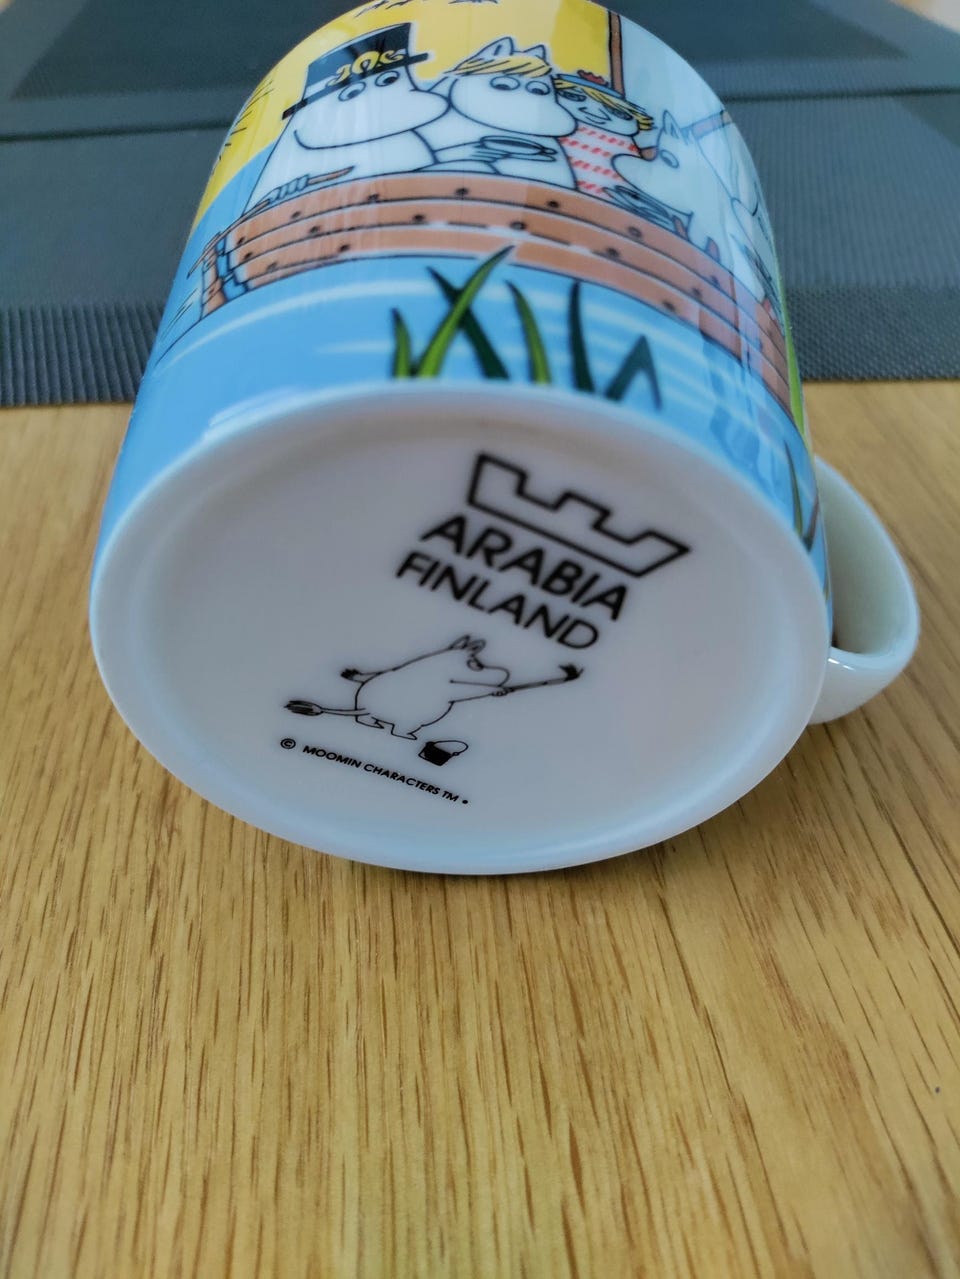 ARABIA
FINLAND
© MOOMIN CHARACTERS TM •